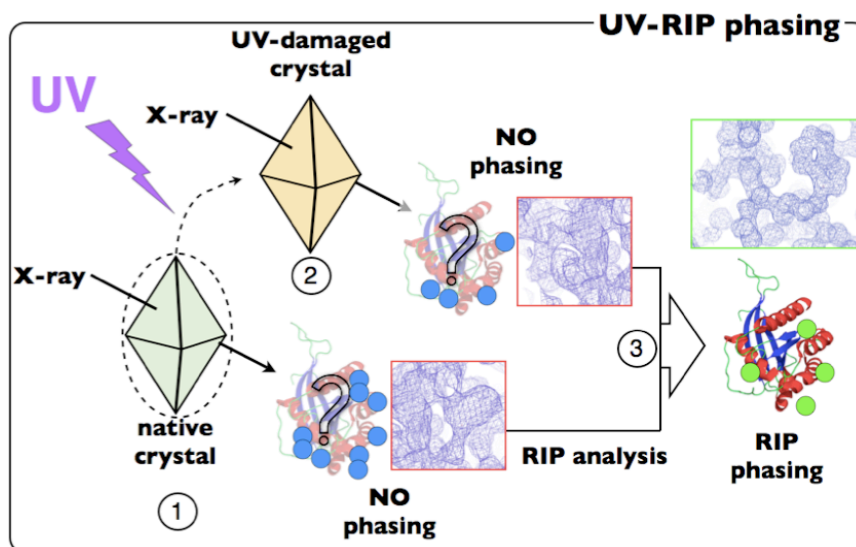 UV-RIP phasing
UV-damaged
crystal
UV
X-ray
NO
phasing
?
2
X-ray
3
?
native
crystal
RIP analysis
RIP
phasing
NO
phasing
1